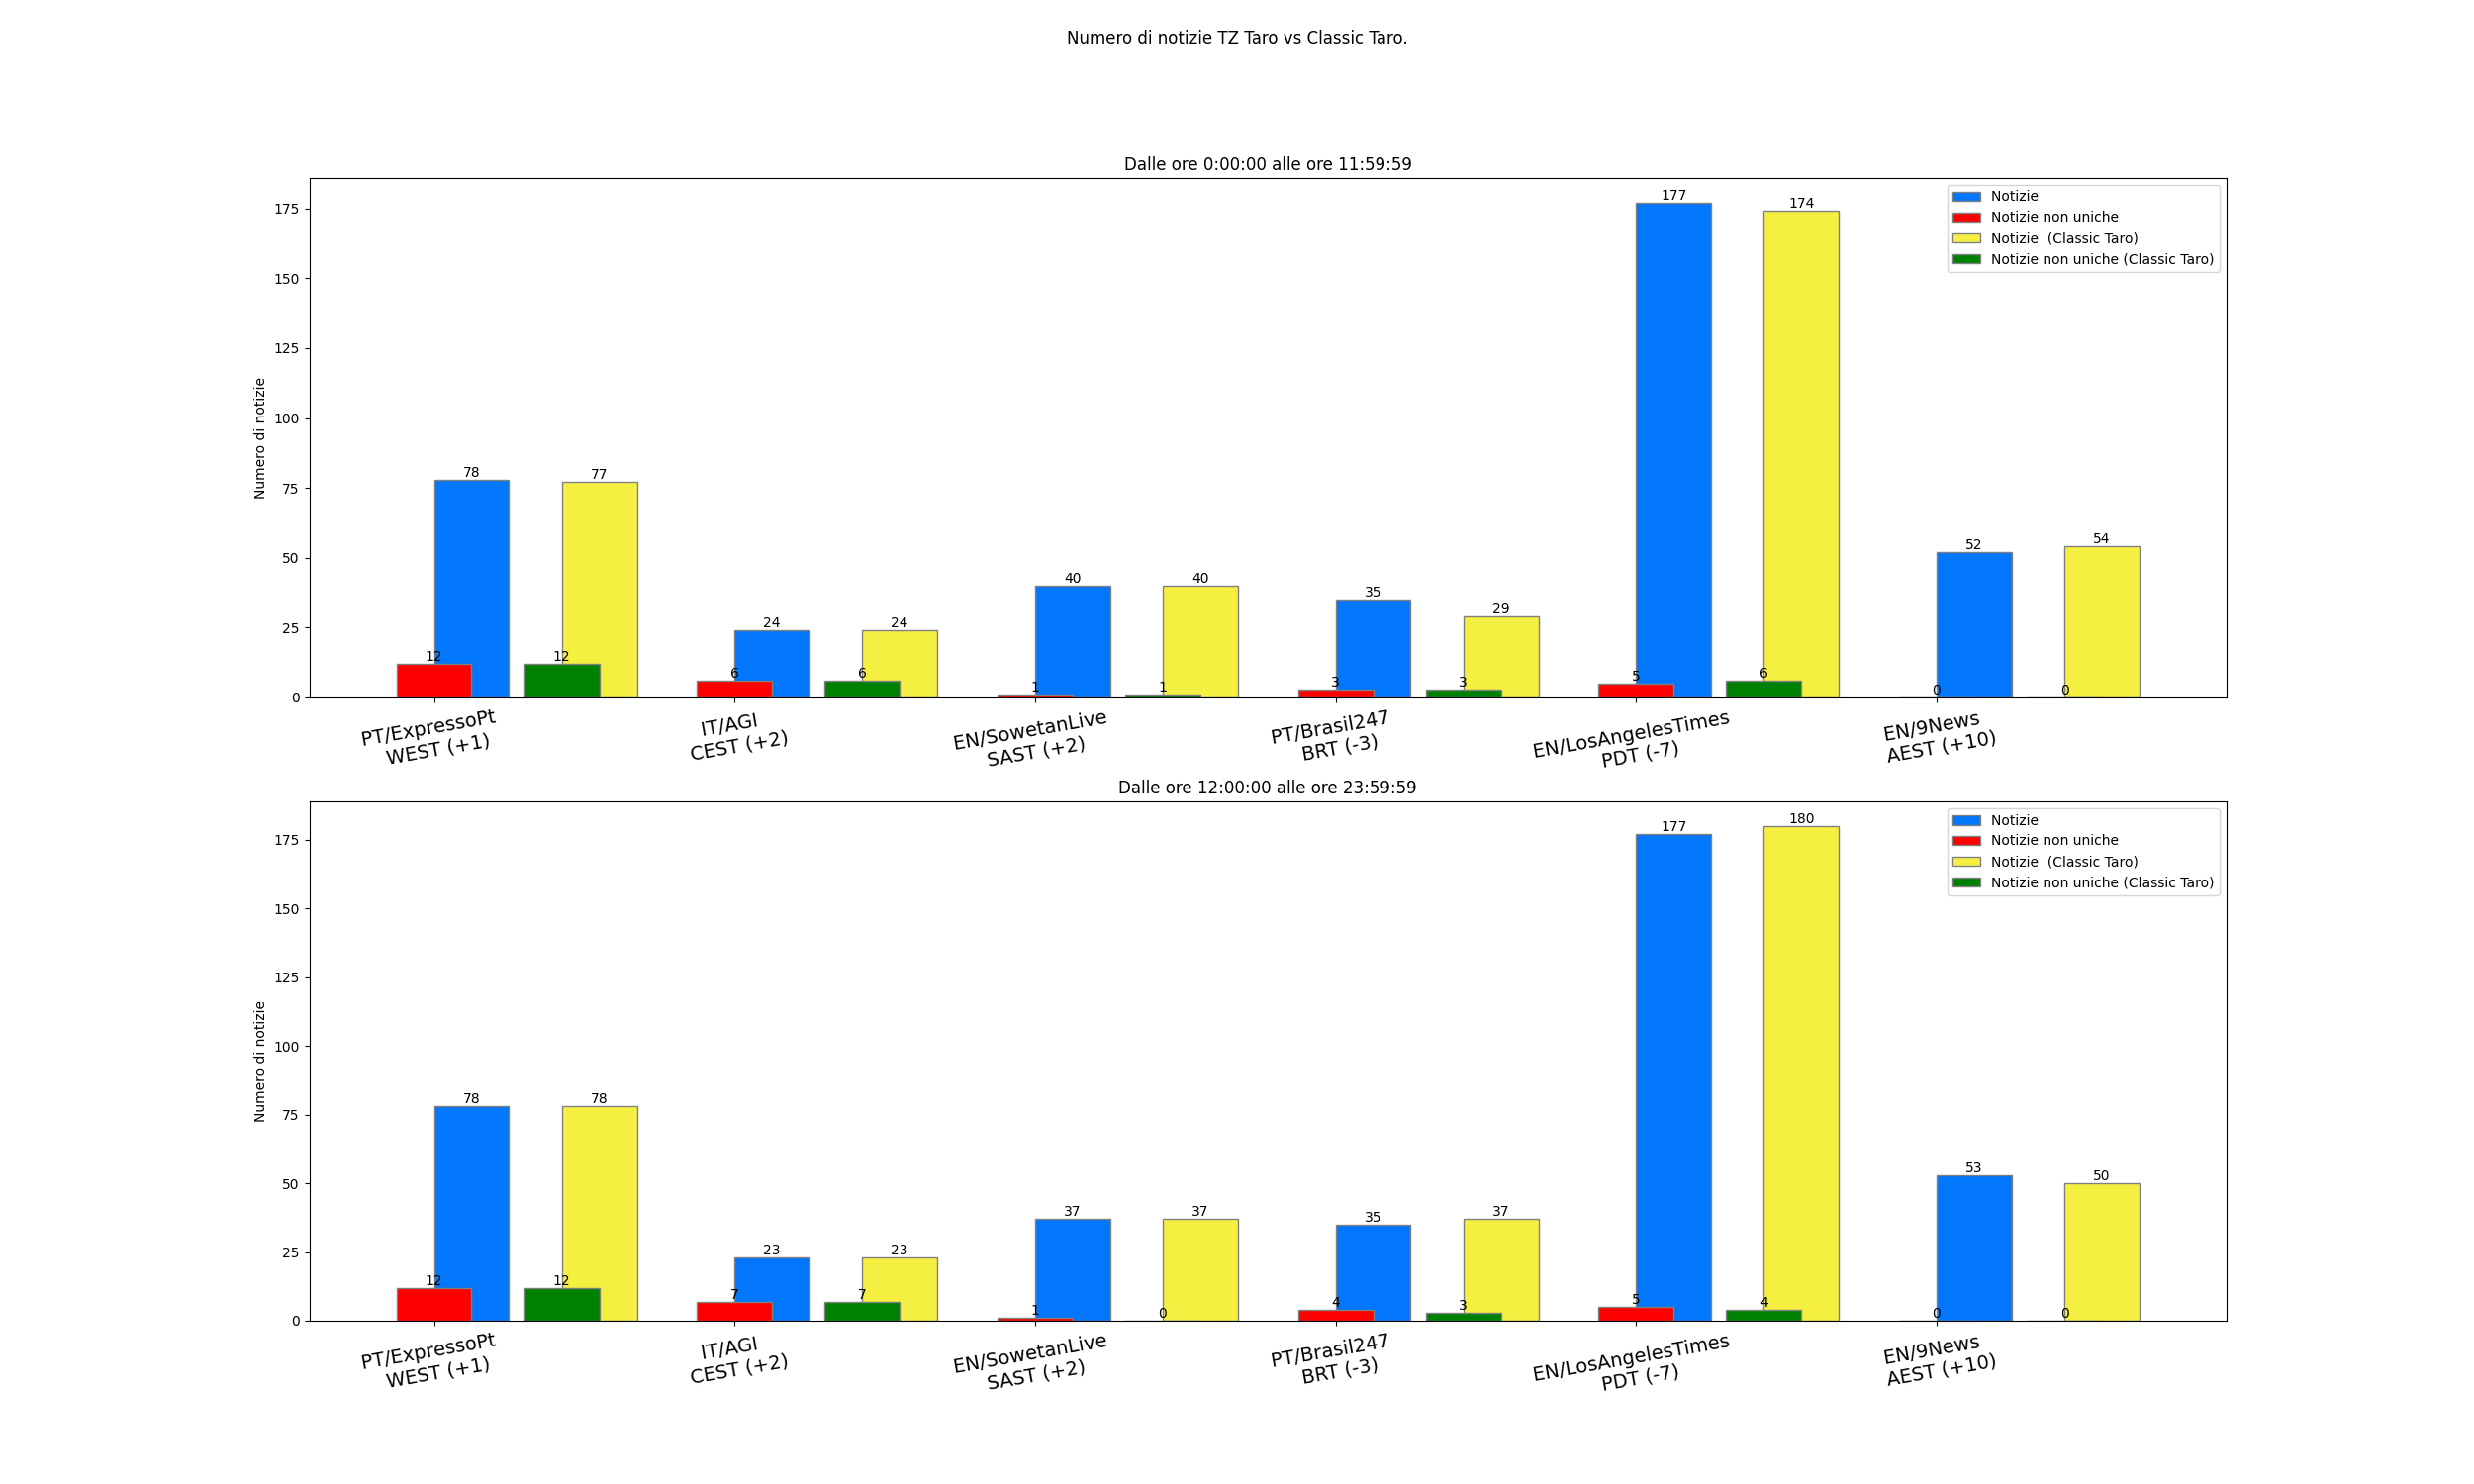 Numero di notizie TZ Taro vs Classic Taro.
Dalle ore 0:00:00 alle ore 11:59:59
Numero di notizie
175
150
125
100
75
50
25
0
Notizie
Notizie non uniche
Notizie  (Classic Taro)
Notizie non uniche (Classic Taro)
78
77
12
12
24
24
6
6
40
40
1
1
35
29
3
3
177
174
5
6
52
54
0
0
PT/ExpressoPt
WEST (+1)
IT/AGI
CEST (+2)
EN/SowetanLive
SAST (+2)
PT/Brasil247
BRT (-3)
EN/LosAngelesTimes
PDT (-7)
EN/9News
AEST (+10)
Dalle ore 12:00:00 alle ore 23:59:59
Numero di notizie
175
150
125
100
75
50
25
0
Notizie
Notizie non uniche
Notizie  (Classic Taro)
Notizie non uniche (Classic Taro)
78
78
12
12
23
23
7
7
37
37
1
0
35
37
4
3
177
180
5
4
53
50
0
0
PT/ExpressoPt
WEST (+1)
IT/AGI
CEST (+2)
EN/SowetanLive
SAST (+2)
PT/Brasil247
BRT (-3)
EN/LosAngelesTimes
PDT (-7)
EN/9News
AEST (+10)